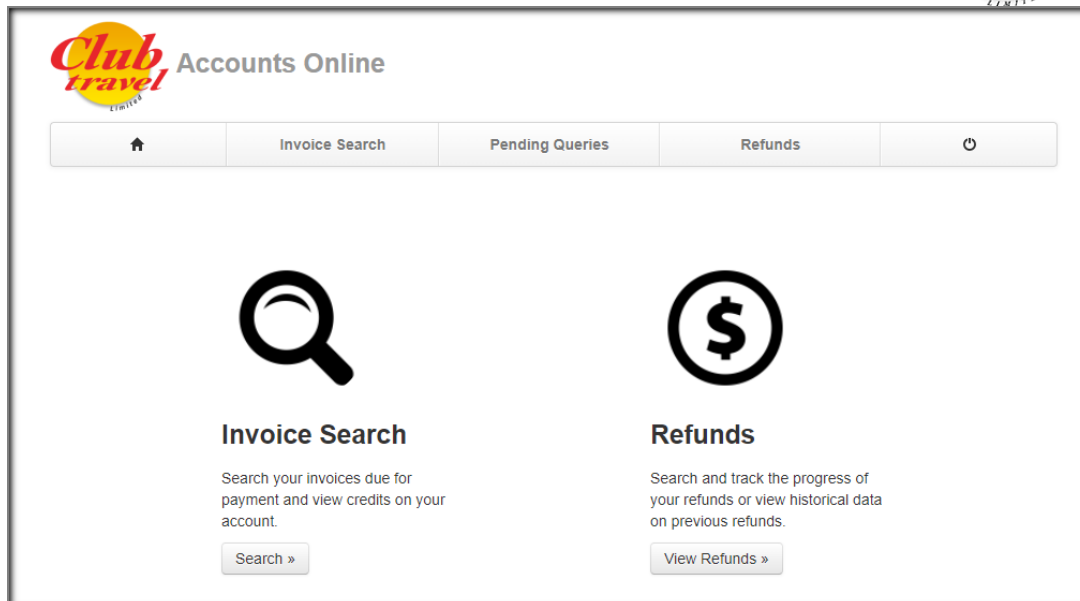 LIMITED
Club travel Limited
Accounts Online
Invoice Search
Pending Queries
Refunds
$
Invoice Search
Search your invoices due for
payment and view credits on your
account.
Search »
Refunds
Search and track the progress of
your refunds or view historical data
on previous refunds.
View Refunds »